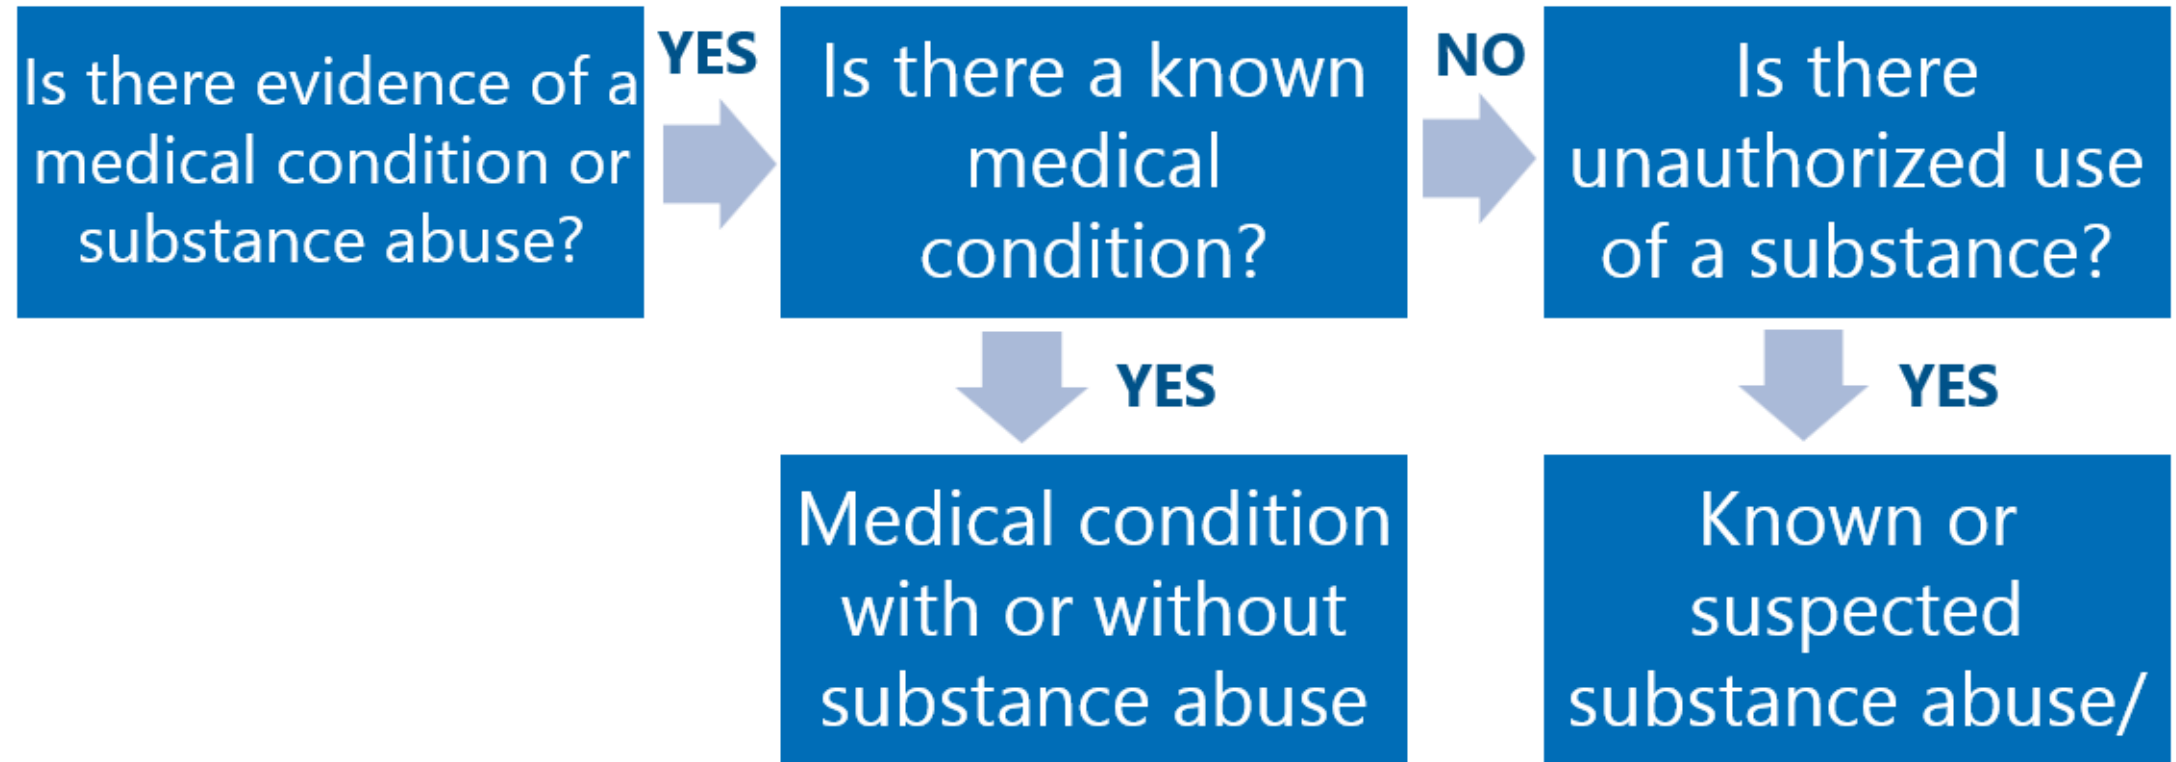 Is there evidence of a
medical condition or
substance abuse?
YES
Is there a known
medical
condition?
NO
Is there
unauthorized use
of a substance?
YES
YES
Medical condition
with or without
substance abuse
Known or
suspected
substance abuse/